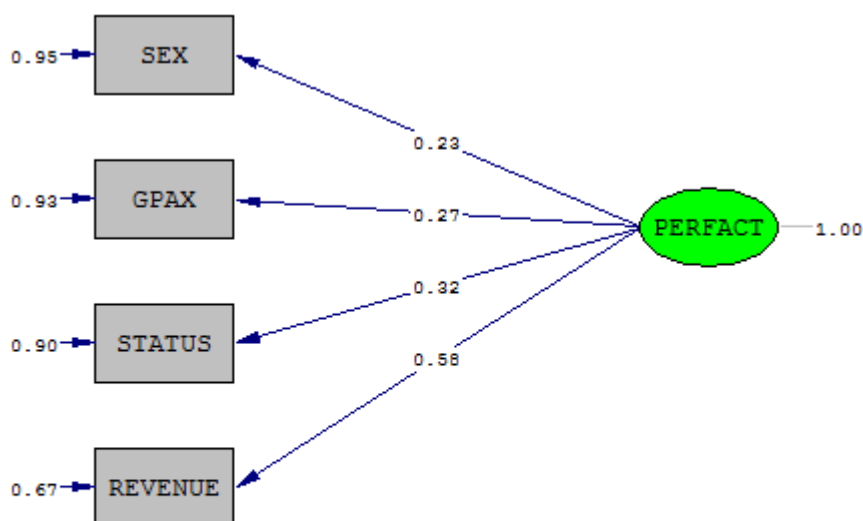 0.95 SEX
0.23
0.93 GPAX
0.27
PERFACT 1.00
0.32
0.90 STATUS
0.58
0.67 REVENUE